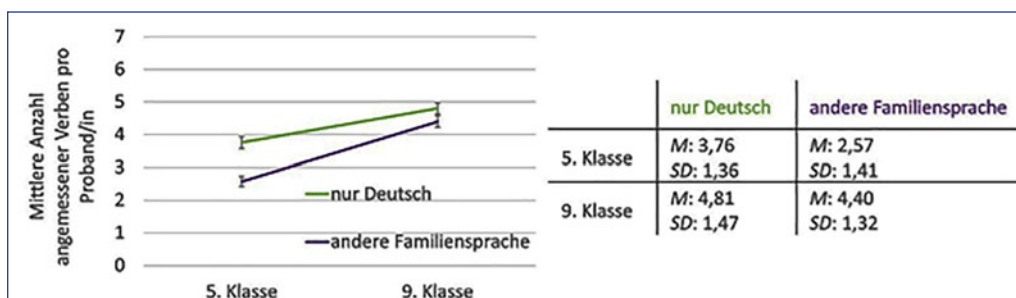 Mittlere Anzahl
angemessener Verben pro
Proband/in
7
6
5
4
3
2
1
0
nur Deutsch
andere Familiensprache
5. Klasse 9. Klasse
nur Deutsch andere Familiensprache
5. Klasse M: 3,76 M: 2,57
SD: 1,36 SD: 1,41
9. Klasse M: 4,81 M: 4,40
SD: 1,47 SD: 1,32